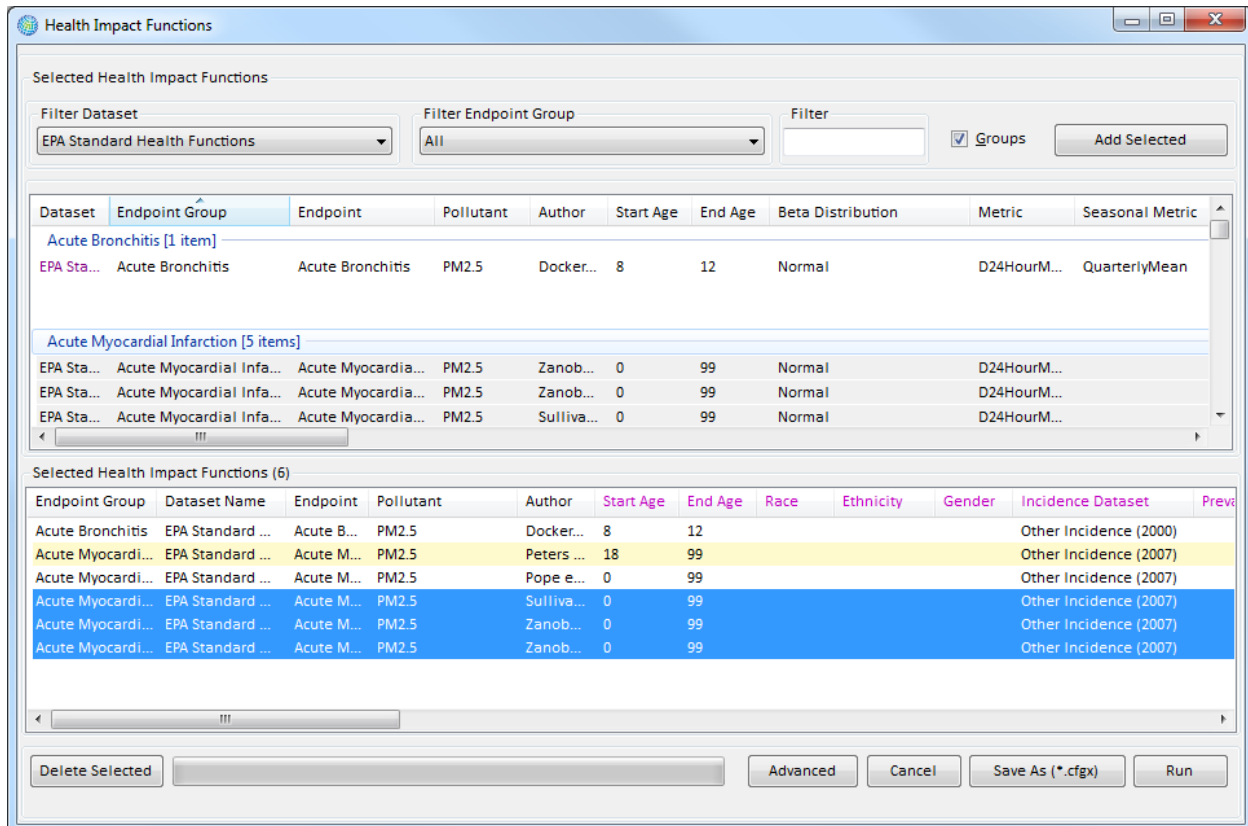 Health Impact Functions
Selected Health Impact Functions
Filter Dataset Filter Endpoint Group Filter
EPA Standard Health Functions All Groups Add Selected
Dataset Endpoint Group Endpoint Pollutant Author Start Age End Age Beta Distribution Metric Seasonal Metric
Acute Bronchitis [1 item]
EPA Sta... Acute Bronchitis Acute Bronchitis PM2.5 Docker... 8 12 Normal D24HourM... QuarterlyMean
Acute Myocardial Infarction [5 items]
EPA Sta... Acute Myocardial Infa... Acute Myocardia... PM2.5 Zanob... 0 99 Normal D24HourM...
EPA Sta... Acute Myocardial Infa... Acute Myocardia... PM2.5 Zanob... 0 99 Normal D24HourM...
EPA Sta... Acute Myocardial Infa... Acute Myocardia... PM2.5 Sulliva... 0 99 Normal D24HourM...
Selected Health Impact Functions (6)
Endpoint Group Dataset Name Endpoint Pollutant Author Start Age End Age Race Ethnicity Gender Incidence Dataset Preva
Acute Bronchitis EPA Standard ... Acute B... PM2.5 Docker... 8 12 Other Incidence (2000)
Acute Myocardi... EPA Standard ... Acute M... PM2.5 Peters ... 18 99 Other Incidence (2007)
Acute Myocardi... EPA Standard ... Acute M... PM2.5 Pope e... 0 99 Other Incidence (2007)
Acute Myocardi... EPA Standard ... Acute M... PM2.5 Sulliva... 0 99 Other Incidence (2007)
Acute Myocardi... EPA Standard ... Acute M... PM2.5 Zanob... 0 99 Other Incidence (2007)
Acute Myocardi... EPA Standard ... Acute M... PM2.5 Zanob... 0 99 Other Incidence (2007)
Delete Selected Advanced Cancel Save As (*.cfgx) Run